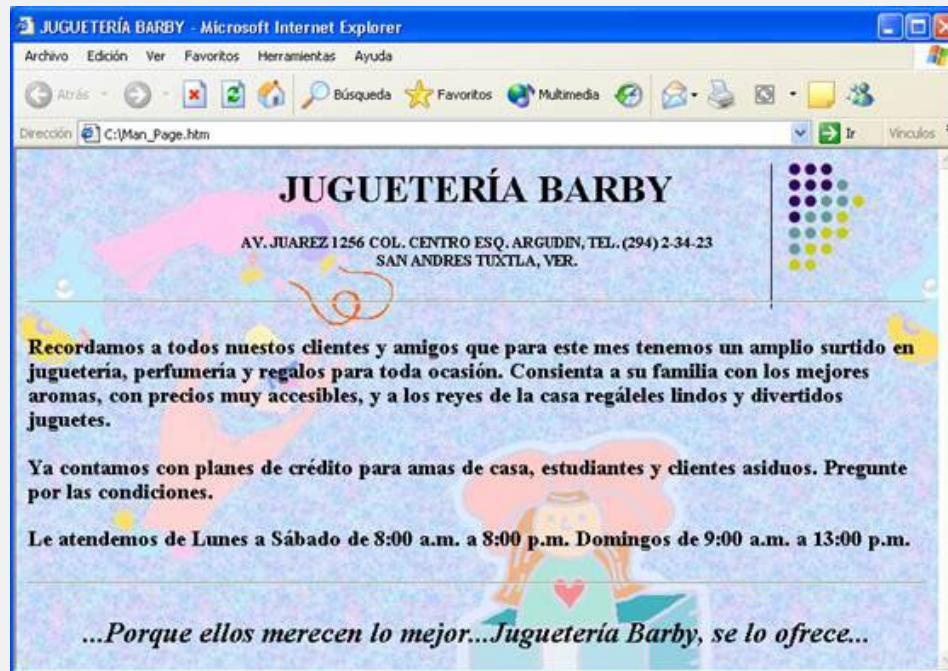 JUGUETERÍA BARBY - Microsoft Internet Explorer
Archivo Edición Ver Favoritos Herramientas Ayuda
Atrás Búsqueda Favoritos Multimedia
Dirección C:\Man_Page.htm Ir Vínculos
JUGUETERÍA BARBY
AV. JUAREZ 1256 COL. CENTRO ESQ. ARGUDIN, TEL. (294) 2-34-23
SAN ANDRES TUXTLA, VER.
Recordamos a todos nuestos clientes y amigos que para este mes tenemos un amplio surtido en
juguetería, perfumería y regalos para toda ocasión. Consienta a su familia con los mejores
aromas, con precios muy accesibles, y a los reyes de la casa regáleles lindos y divertidos
juguetes.
Ya contamos con planes de crédito para amas de casa, estudiantes y clientes asiduos. Pregunte
por las condiciones.
Le atendemos de Lunes a Sábado de 8:00 a.m. a 8:00 p.m. Domingos de 9:00 a.m. a 13:00 p.m.
...Porque ellos merecen lo mejor...Juguetería Barby, se lo ofrece...